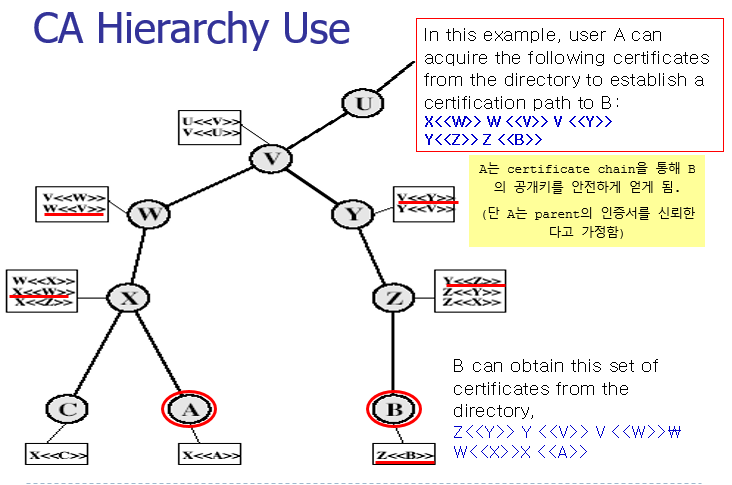 CA Hierarchy Use
In this example, user A can
acquire the following certificates
from the directory to establish a
certification path to B:
X<<W>> W <<V>> V <<Y>>
Y<<Z>> Z <<B>>
A는 certificate chain을 통해 B
의 공개키를 안전하게 얻게 됨.
(단 A는 parent의 인증서를 신뢰한
다고 가정함)
U
U<<V>>
V<<U>>
V
V<<W>>
W<<V>>
W
Y
V<<Y>>
Y<<V>>
W<<X>>
X<<W>>
X<<Z>>
X
Z
Y<<Z>>
Z<<Y>>
Z<<X>>
B can obtain this set of
certificates from the
directory,
Z<<Y>> Y <<V>> V <<W>>₩
W<<X>>X <<A>>
C
A
B
X<<C>>
X<<A>>
Z<<B>>